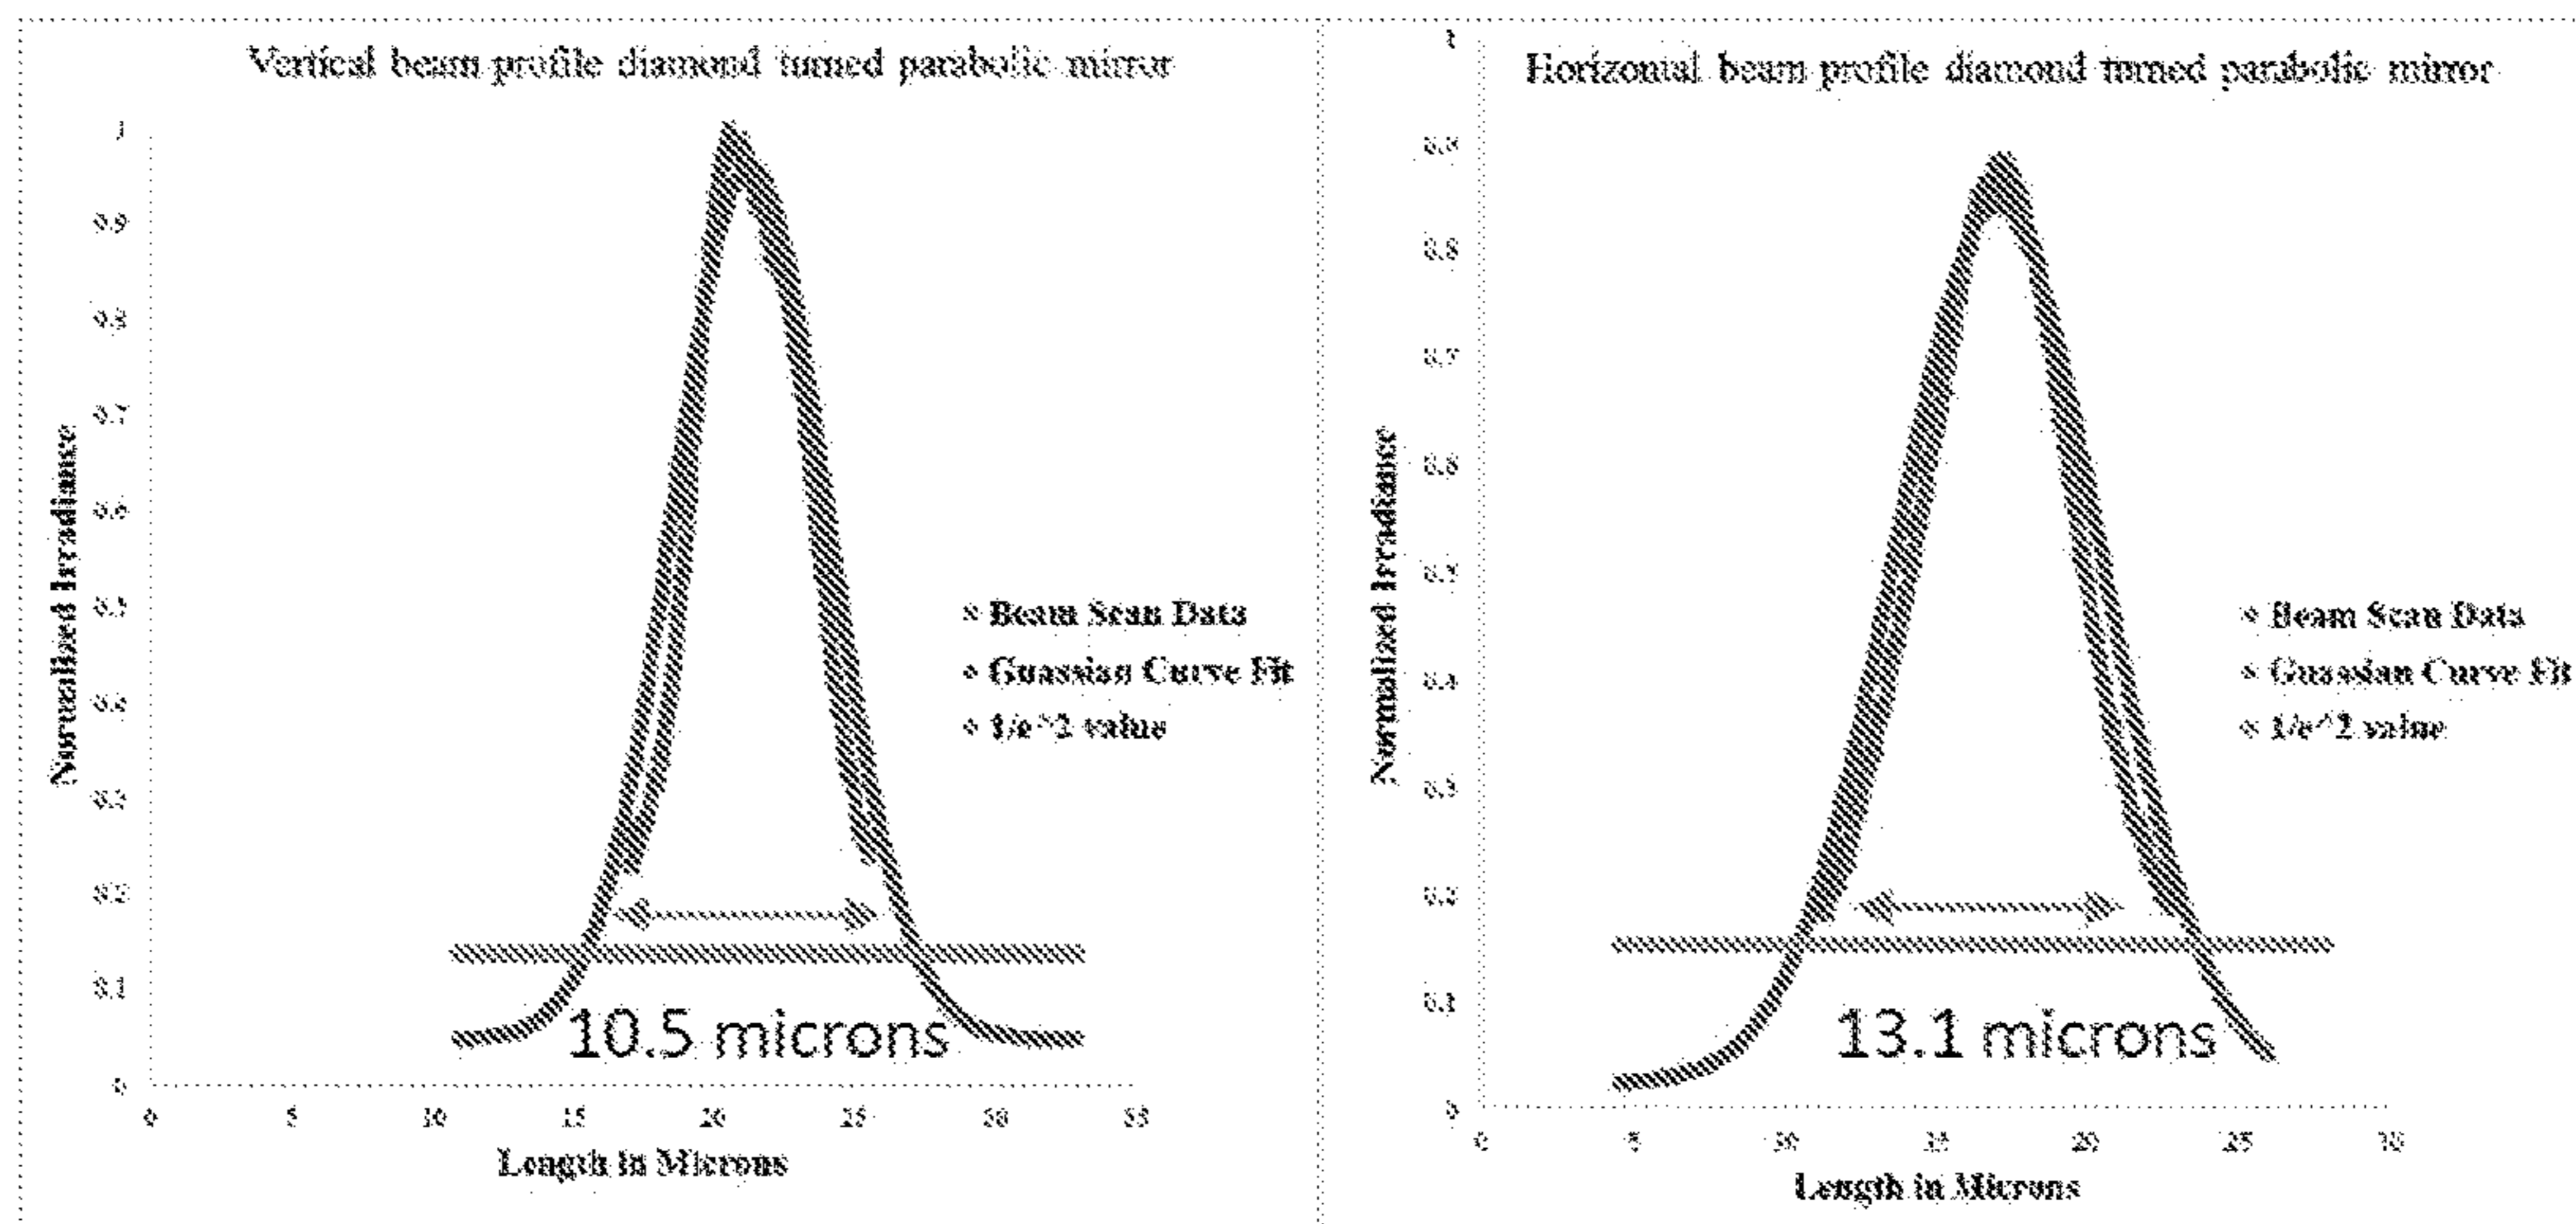 Vertical beam profile diamond turned parabolic mirror
1
0.9
0.8
0.7
0.6
0.5
0.4
0.3
0.2
0.1
0
Normalized Irradiance
Beam Scan Data
Guassian Curve Fit
1/e^2 value
10.5 microns
0 5 10 15 20 25 30 35
Length in Microns
Horizontal beam profile diamond turned parabolic mirror
1
0.9
0.8
0.7
0.6
0.5
0.4
0.3
0.2
0.1
0
Normalized Irradiance
Beam Scan Data
Guassian Curve Fit
1/e^2 value
13.1 microns
0 5 10 15 20 25 30
Length in Microns